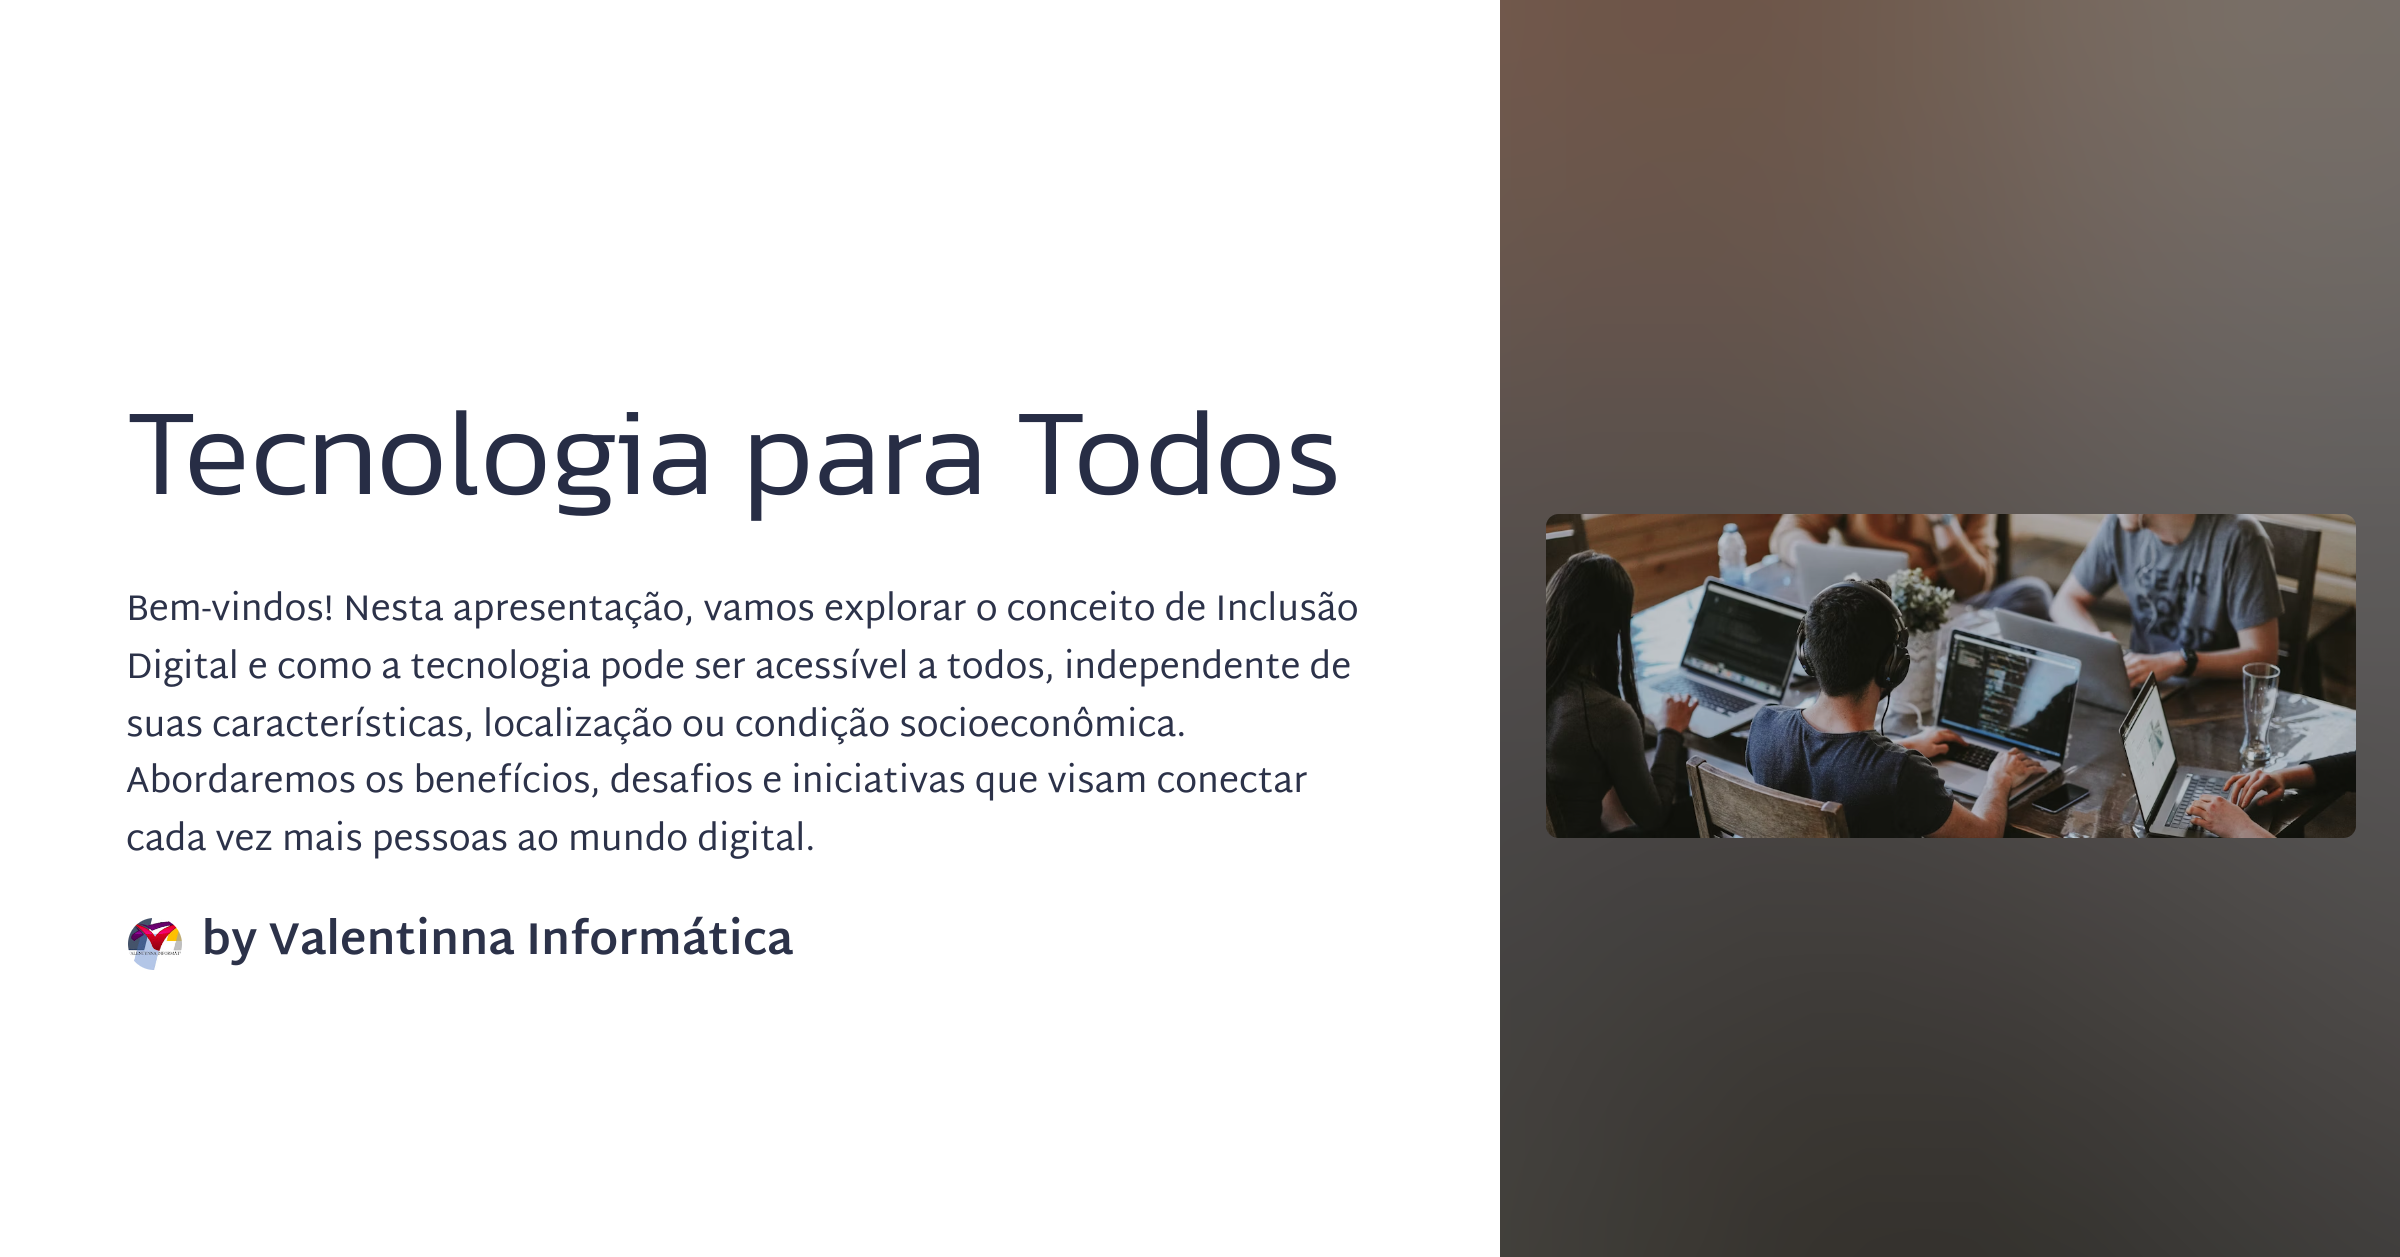 Tecnologia para Todos
Bem-vindos! Nesta apresentação, vamos explorar o conceito de Inclusão
Digital e como a tecnologia pode ser acessível a todos, independente de
suas características, localização ou condição socioeconômica.
Abordaremos os benefícios, desafios e iniciativas que visam conectar
cada vez mais pessoas ao mundo digital.
by Valentinna Informática